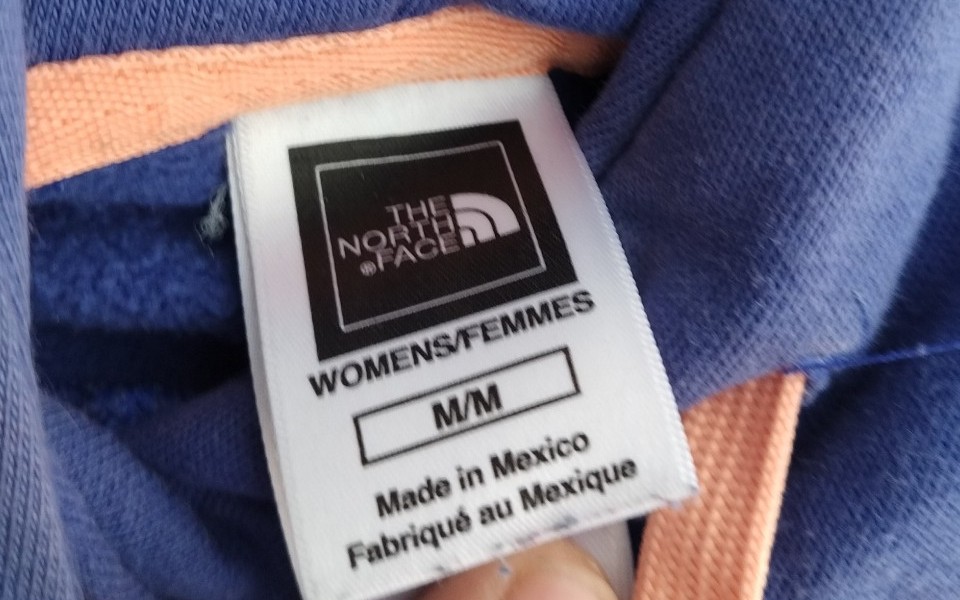 THE
NORTH
®FACE
WOMENS/FEMMES
M/M
Made in Mexico
Fabriqué au Mexique